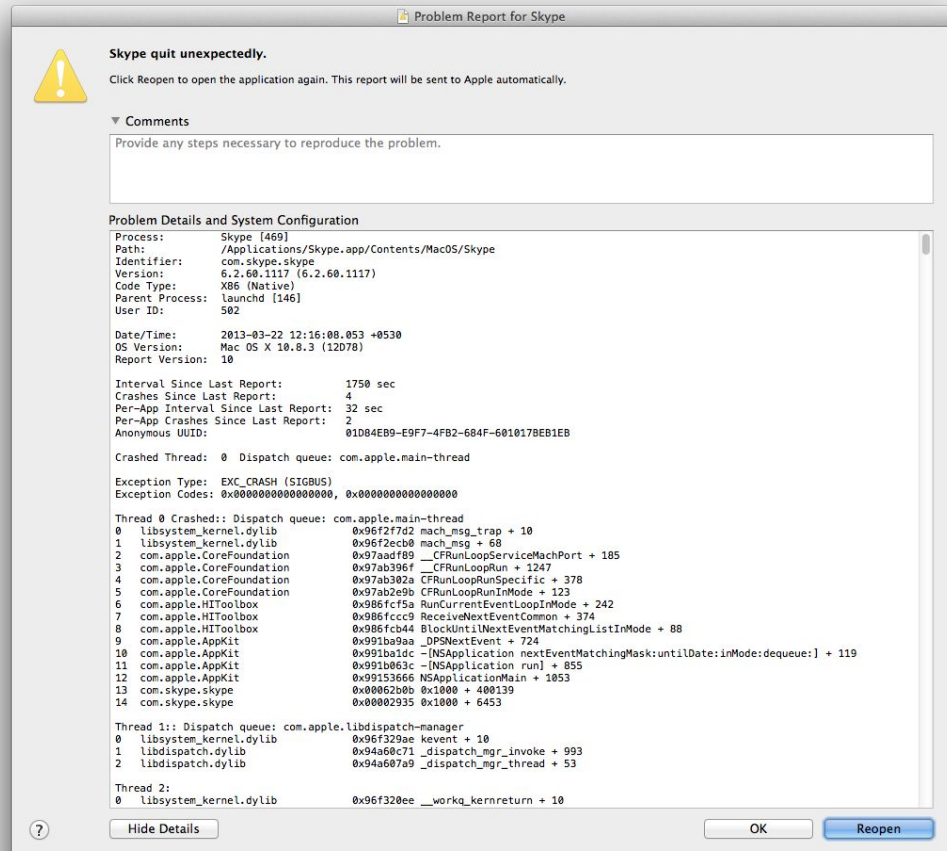 Problem Report for Skype
Skype quit unexpectedly.
Click Reopen to open the application again. This report will be sent to Apple automatically.
▼ Comments
Provide any steps necessary to reproduce the problem.
Problem Details and System Configuration
Process: Skype [469]
Path: /Applications/Skype.app/Contents/MacOS/Skype
Identifier: com.skype.skype
Version: 6.2.60.1117 (6.2.60.1117)
Code Type: X86 (Native)
Parent Process: launchd [146]
User ID: 502
Date/Time: 2013-03-22 12:16:08.053 +0530
OS Version: Mac OS X 10.8.3 (12D78)
Report Version: 10
Interval Since Last Report: 1750 sec
Crashes Since Last Report: 4
Per-App Interval Since Last Report: 32 sec
Per-App Crashes Since Last Report: 2
Anonymous UUID: 01D84EB9-E9F7-4FB2-684F-601017BEB1EB
Crashed Thread: 0 Dispatch queue: com.apple.main-thread
Exception Type: EXC_CRASH (SIGBUS)
Exception Codes: 0x0000000000000000, 0x0000000000000000
Thread 0 Crashed:: Dispatch queue: com.apple.main-thread
0 libsystem_kernel.dylib 0x96f2f7d2 mach_msg_trap + 10
1 libsystem_kernel.dylib 0x96f2ecb0 mach_msg + 68
2 com.apple.CoreFoundation 0x97aadf89 __CFRunLoopServiceMachPort + 185
3 com.apple.CoreFoundation 0x97ab396f __CFRunLoopRun + 1247
4 com.apple.CoreFoundation 0x97ab302a CFRunLoopRunSpecific + 378
5 com.apple.CoreFoundation 0x97ab2e9b CFRunLoopRunInMode + 123
6 com.apple.HIToolbox 0x986fcf5a RunCurrentEventLoopInMode + 242
7 com.apple.HIToolbox 0x986fccc9 ReceiveNextEventCommon + 374
8 com.apple.HIToolbox 0x986fcb44 BlockUntilNextEventMatchingListInMode + 88
9 com.apple.AppKit 0x991ba9aa _DPSNextEvent + 724
10 com.apple.AppKit 0x991ba1dc -[NSApplication nextEventMatchingMask:untilDate:inMode:dequeue:] + 119
11 com.apple.AppKit 0x991b063c -[NSApplication run] + 855
12 com.apple.AppKit 0x99153666 NSApplicationMain + 1053
13 com.skype.skype 0x00062b0b 0x1000 + 400139
14 com.skype.skype 0x00002935 0x1000 + 6453
Thread 1:: Dispatch queue: com.apple.libdispatch-manager
0 libsystem_kernel.dylib 0x96f329ae kevent + 10
1 libdispatch.dylib 0x94a60c71 _dispatch_mgr_invoke + 993
2 libdispatch.dylib 0x94a607a9 _dispatch_mgr_thread + 53
Thread 2:
0 libsystem_kernel.dylib 0x96f320ee __workq_kernreturn + 10
? Hide Details OK Reopen